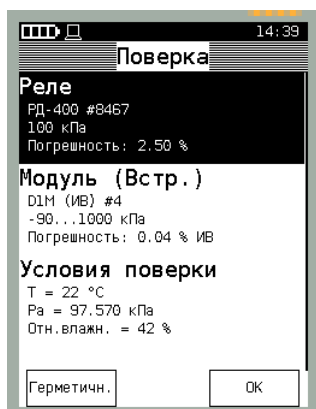 14:39
Поверка
Реле
РД-400 #8467
100 кПа
Погрешность: 2.50 %
Модуль (Встр.)
D1M (ИВ) #4
-90...1000 кПа
Погрешность: 0.04 % ИВ
Условия поверки
T = 22 °C
Pa = 97.570 кПа
Отн.влажн. = 42 %
Герметичн.
OK